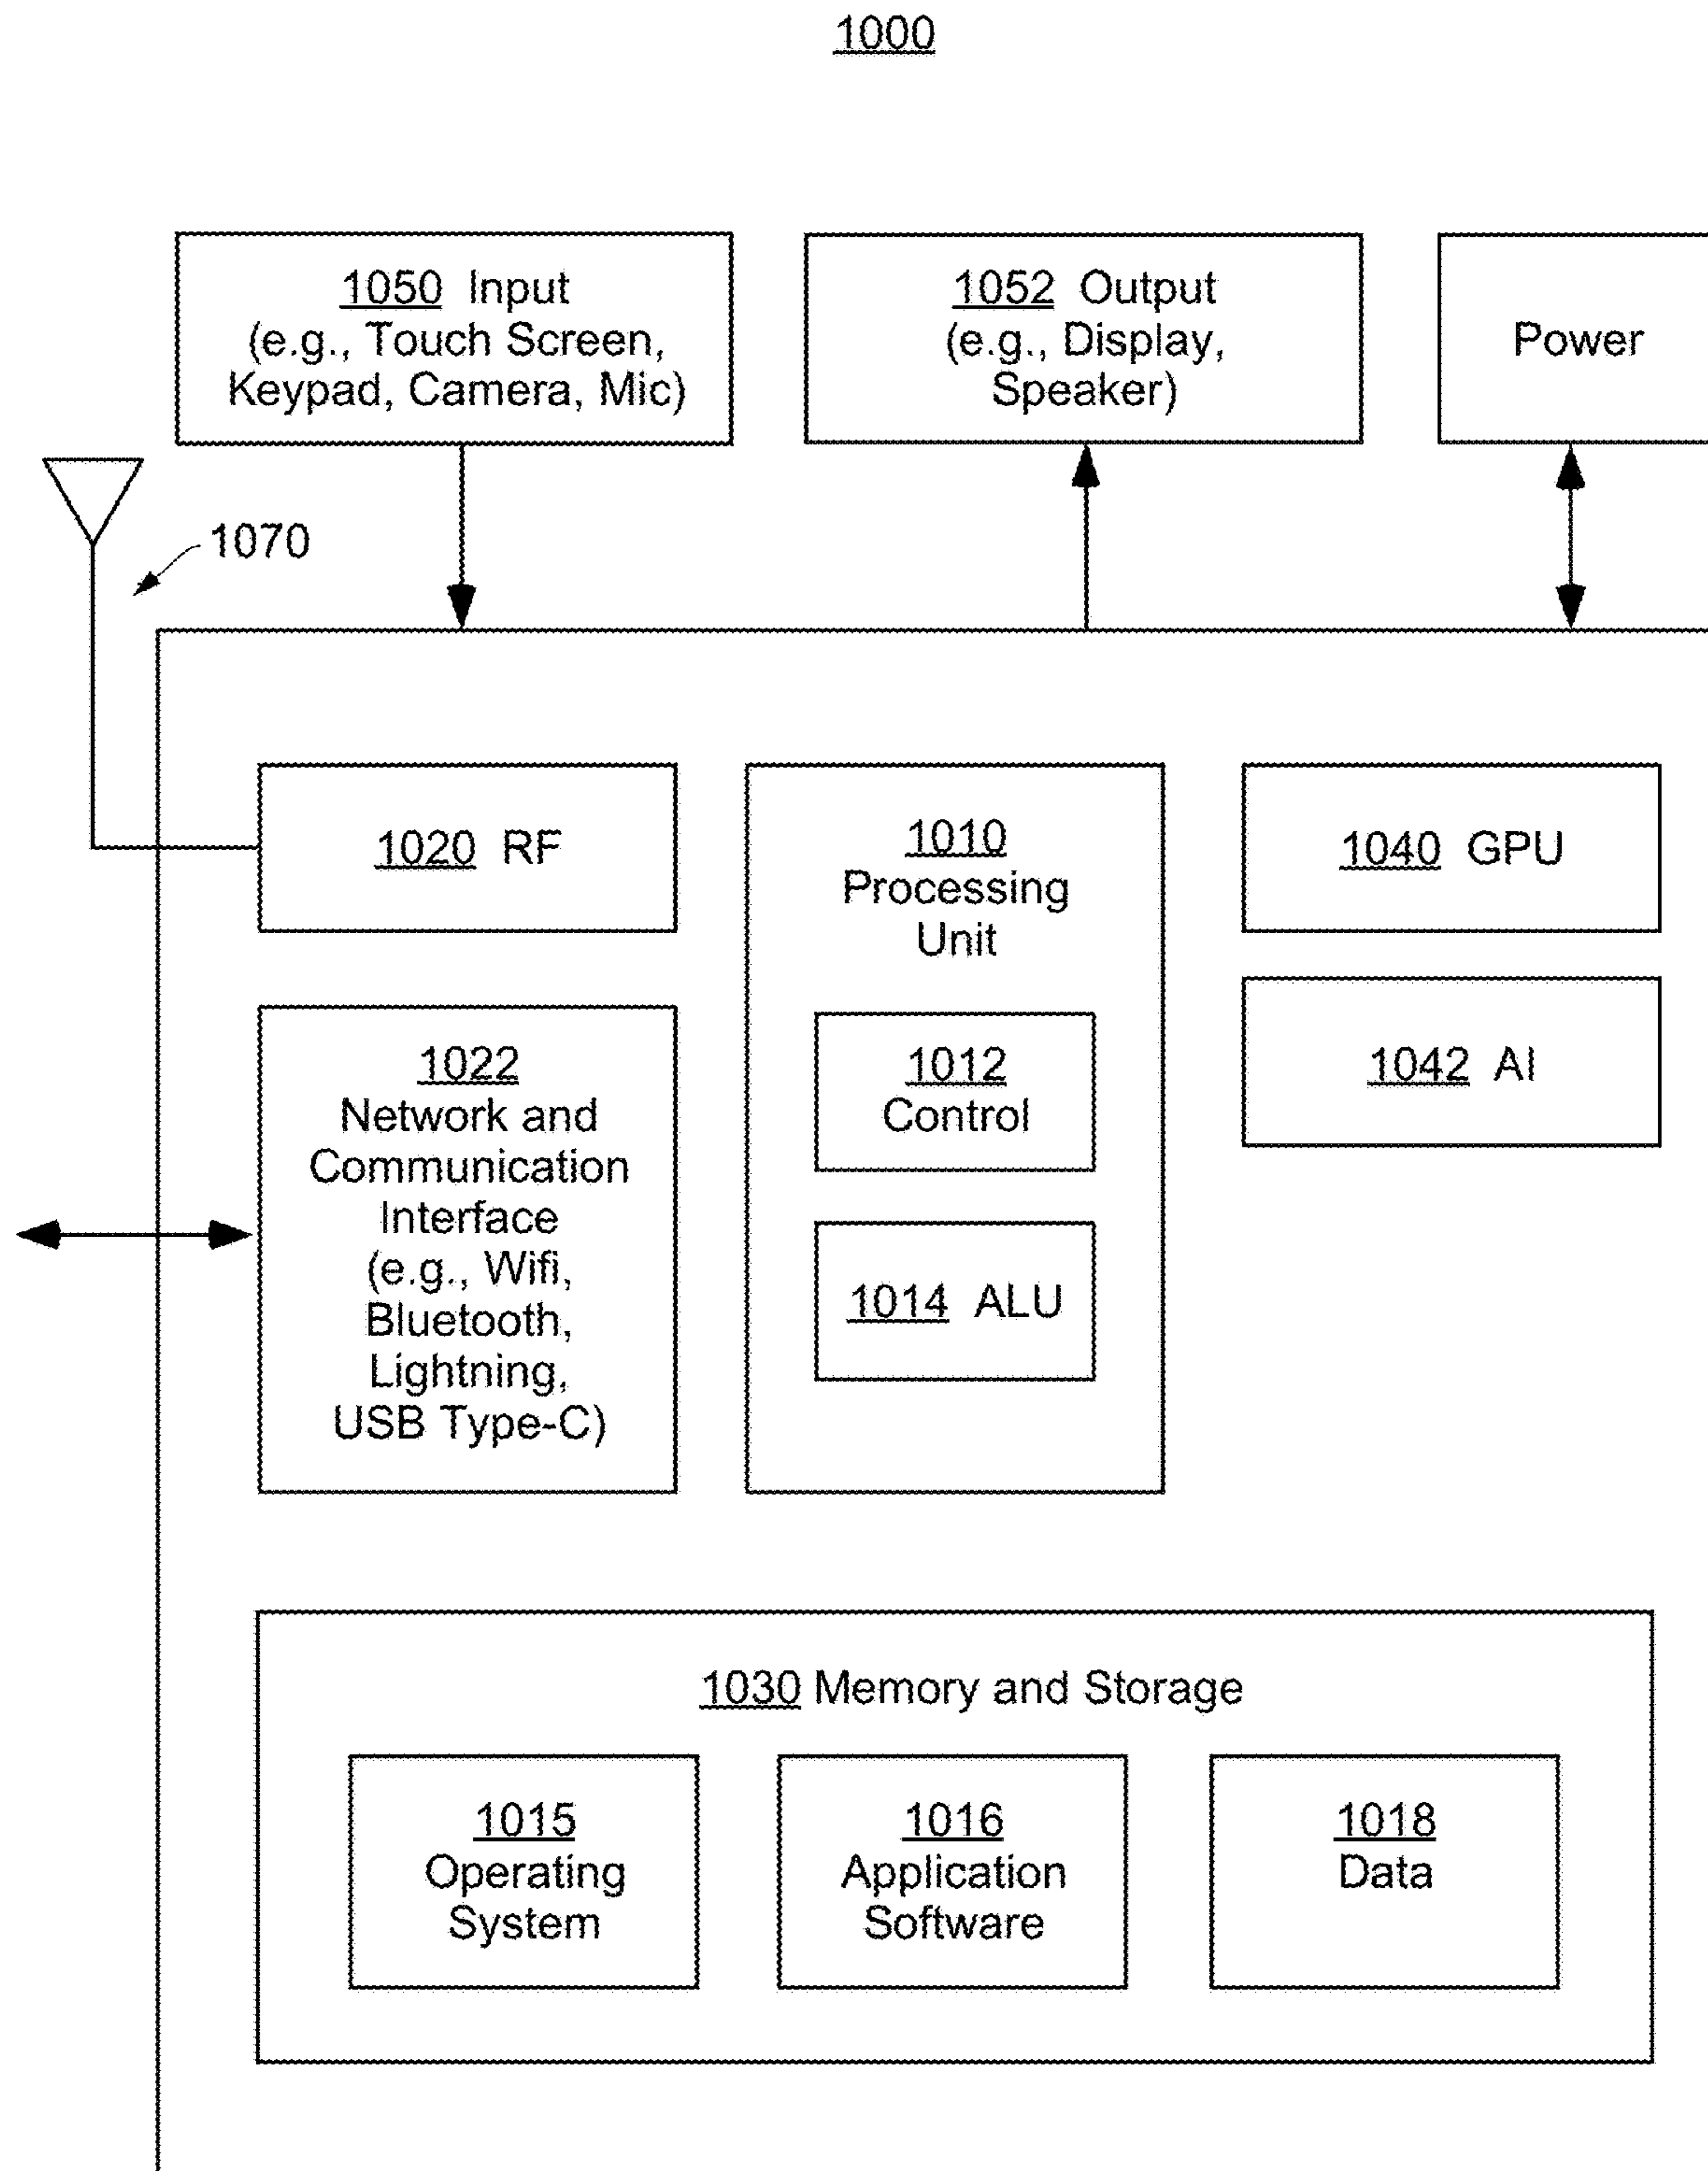 1000
1050 Input
(e.g., Touch Screen,
Keypad, Camera, Mic)
1052 Output
(e.g., Display,
Speaker)
Power
1070
1020 RF
1010
Processing
Unit
1040 GPU
1022
Network and
Communication
Interface
(e.g., Wifi,
Bluetooth,
Lightning,
USB Type-C)
1012
Control
1042 AI
1014 ALU
1030 Memory and Storage
1015
Operating
System
1016
Application
Software
1018
Data